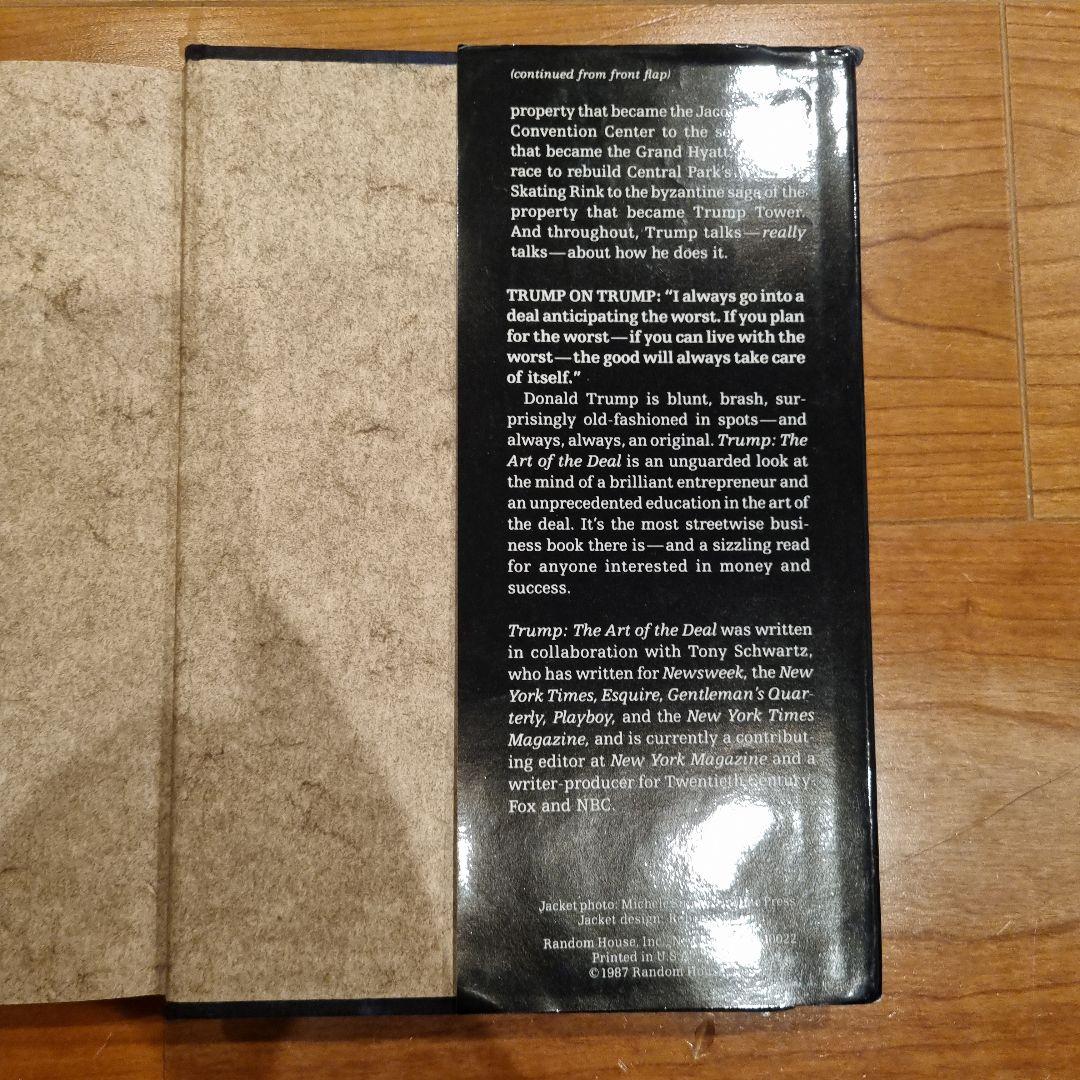 (continued from front flap)
property that became the
Convention Center to the
that became the Grand Hyatt,
race to rebuild Central Park's
Skating Rink to the byzantine saga of the
property that became Trump Tower.
And throughout, Trump talks—really
talks—about how he does it.
TRUMP ON TRUMP: "I always go into a
deal anticipating the worst. If you plan
for the worst—if you can live with the
worst—the good will always take care
of itself."
Donald Trump is blunt, brash, sur-
prisingly old-fashioned in spots—and
always, always, an original. Trump: The
Art of the Deal is an unguarded look at
the mind of a brilliant entrepreneur and
an unprecedented education in the art of
the deal. It's the most streetwise busi-
ness book there is—and a sizzling read
for anyone interested in money and
success.
Trump: The Art of the Deal was written
in collaboration with Tony Schwartz,
who has written for Newsweek, the New
York Times, Esquire, Gentleman's Quar-
terly, Playboy, and the New York Times
Magazine, and is currently a contribut-
ing editor at New York Magazine and a
writer-producer for Twentieth Century-
Fox and NBC.
Jacket photo: Michele Press
Jacket design:
Random House, Inc., 10022
Printed in U.S.
©1987 Random House